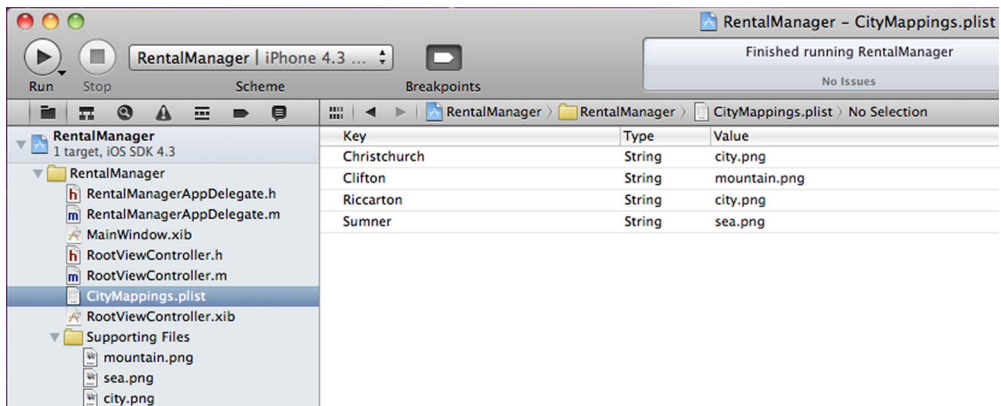 RentalManager – CityMappings.plist
RentalManager | iPhone 4.3 ...
Finished running RentalManager
No Issues
Run Stop Scheme Breakpoints
RentalManager
1 target, iOS SDK 4.3
RentalManager
h RentalManagerAppDelegate.h
m RentalManagerAppDelegate.m
MainWindow.xib
h RootViewController.h
m RootViewController.m
CityMappings.plist
RootViewController.xib
Supporting Files
mountain.png
sea.png
city.png
RentalManager › RentalManager › CityMappings.plist › No Selection
Key Type Value
Christchurch String city.png
Clifton String mountain.png
Riccarton String city.png
Sumner String sea.png